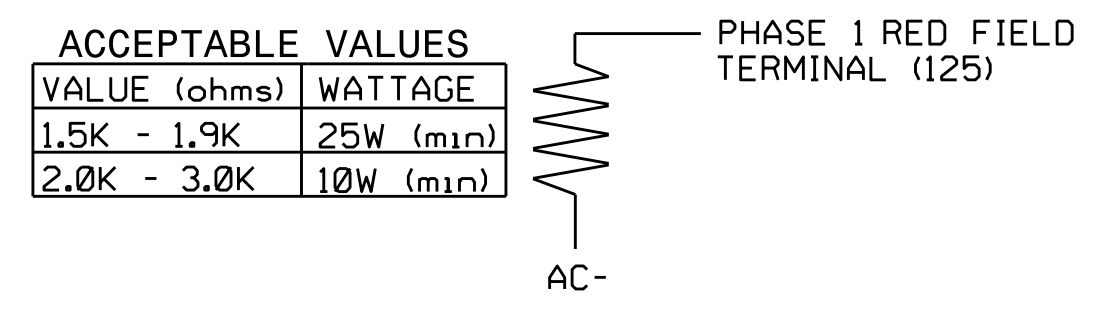 ACCEPTABLE VALUES
VALUE (ohms) WATTAGE
1.5K - 1.9K 25W (min)
2.0K - 3.0K 10W (min)
PHASE 1 RED FIELD
TERMINAL (125)
AC-